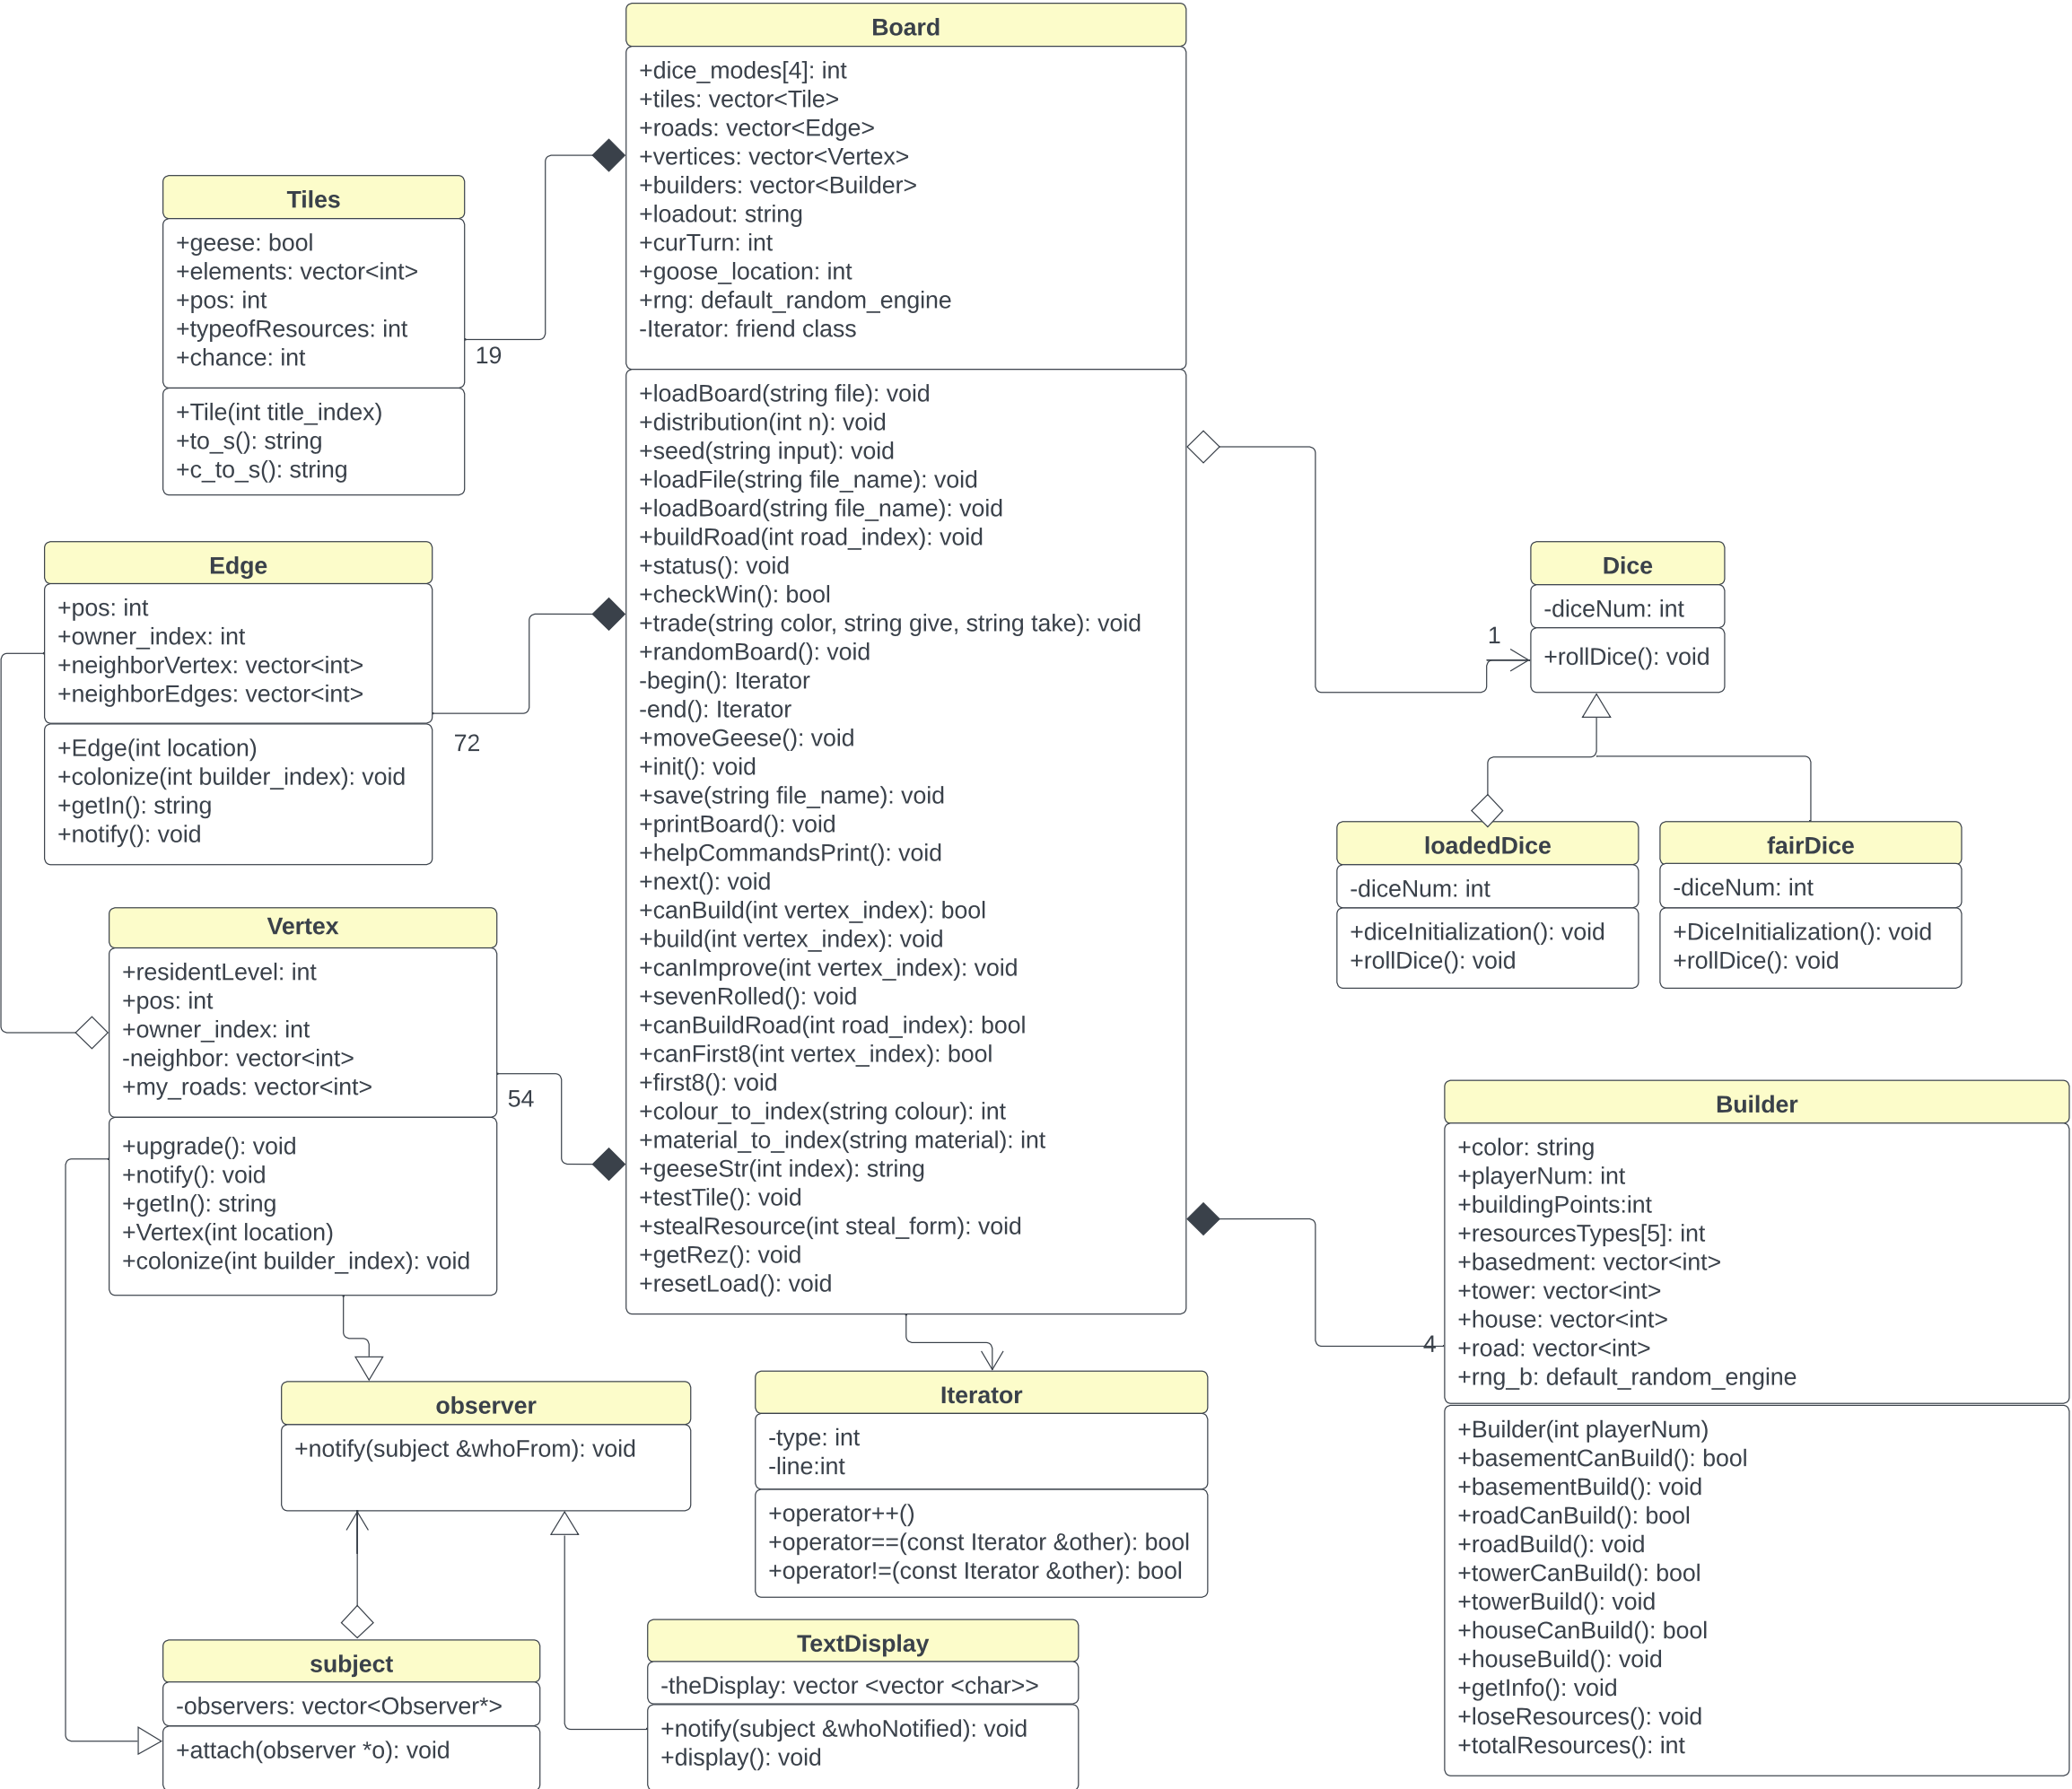 Board
+dice_modes[4]: int
+tiles: vector<Tile>
+roads: vector<Edge>
+vertices: vector<Vertex>
+builders: vector<Builder>
+loadout: string
+curTurn: int
+goose_location: int
+rng: default_random_engine
-Iterator: friend class
+loadBoard(string file): void
+distribution(int n): void
+seed(string input): void
+loadFile(string file_name): void
+loadBoard(string file_name): void
+buildRoad(int road_index): void
+status(): void
+checkWin(): bool
+trade(string color, string give, string take): void
+randomBoard(): void
-begin(): Iterator
-end(): Iterator
+moveGeese(): void
+init(): void
+save(string file_name): void
+printBoard(): void
+helpCommandsPrint(): void
+next(): void
+canBuild(int vertex_index): bool
+build(int vertex_index): void
+canImprove(int vertex_index): void
+sevenRolled(): void
+canBuildRoad(int road_index): bool
+canFirst8(int vertex_index): bool
+first8(): void
+colour_to_index(string colour): int
+material_to_index(string material): int
+geeseStr(int index): string
+testTile(): void
+stealResource(int steal_form): void
+getRez(): void
+resetLoad(): void
Tiles
+geese: bool
+elements: vector<int>
+pos: int
+typeofResources: int
+chance: int
+Tile(int title_index)
+to_s(): string
+c_to_s(): string
19
Edge
+pos: int
+owner_index: int
+neighborVertex: vector<int>
+neighborEdges: vector<int>
+Edge(int location)
+colonize(int builder_index): void
+getIn(): string
+notify(): void
72
Vertex
+residentLevel: int
+pos: int
+owner_index: int
-neighbor: vector<int>
+my_roads: vector<int>
+upgrade(): void
+notify(): void
+getIn(): string
+Vertex(int location)
+colonize(int builder_index): void
54
Dice
-diceNum: int
+rollDice(): void
1
loadedDice
-diceNum: int
+diceInitialization(): void
+rollDice(): void
fairDice
-diceNum: int
+DiceInitialization(): void
+rollDice(): void
Builder
+color: string
+playerNum: int
+buildingPoints:int
+resourcesTypes[5]: int
+basedment: vector<int>
+tower: vector<int>
+house: vector<int>
+road: vector<int>
+rng_b: default_random_engine
+Builder(int playerNum)
+basementCanBuild(): bool
+basementBuild(): void
+roadCanBuild(): bool
+roadBuild(): void
+towerCanBuild(): bool
+towerBuild(): void
+houseCanBuild(): bool
+houseBuild(): void
+getInfo(): void
+loseResources(): void
+totalResources(): int
4
observer
+notify(subject &whoFrom): void
Iterator
-type: int
-line:int
+operator++()
+operator==(const Iterator &other): bool
+operator!=(const Iterator &other): bool
subject
-observers: vector<Observer*>
+attach(observer *o): void
TextDisplay
-theDisplay: vector <vector <char>>
+notify(subject &whoNotified): void
+display(): void